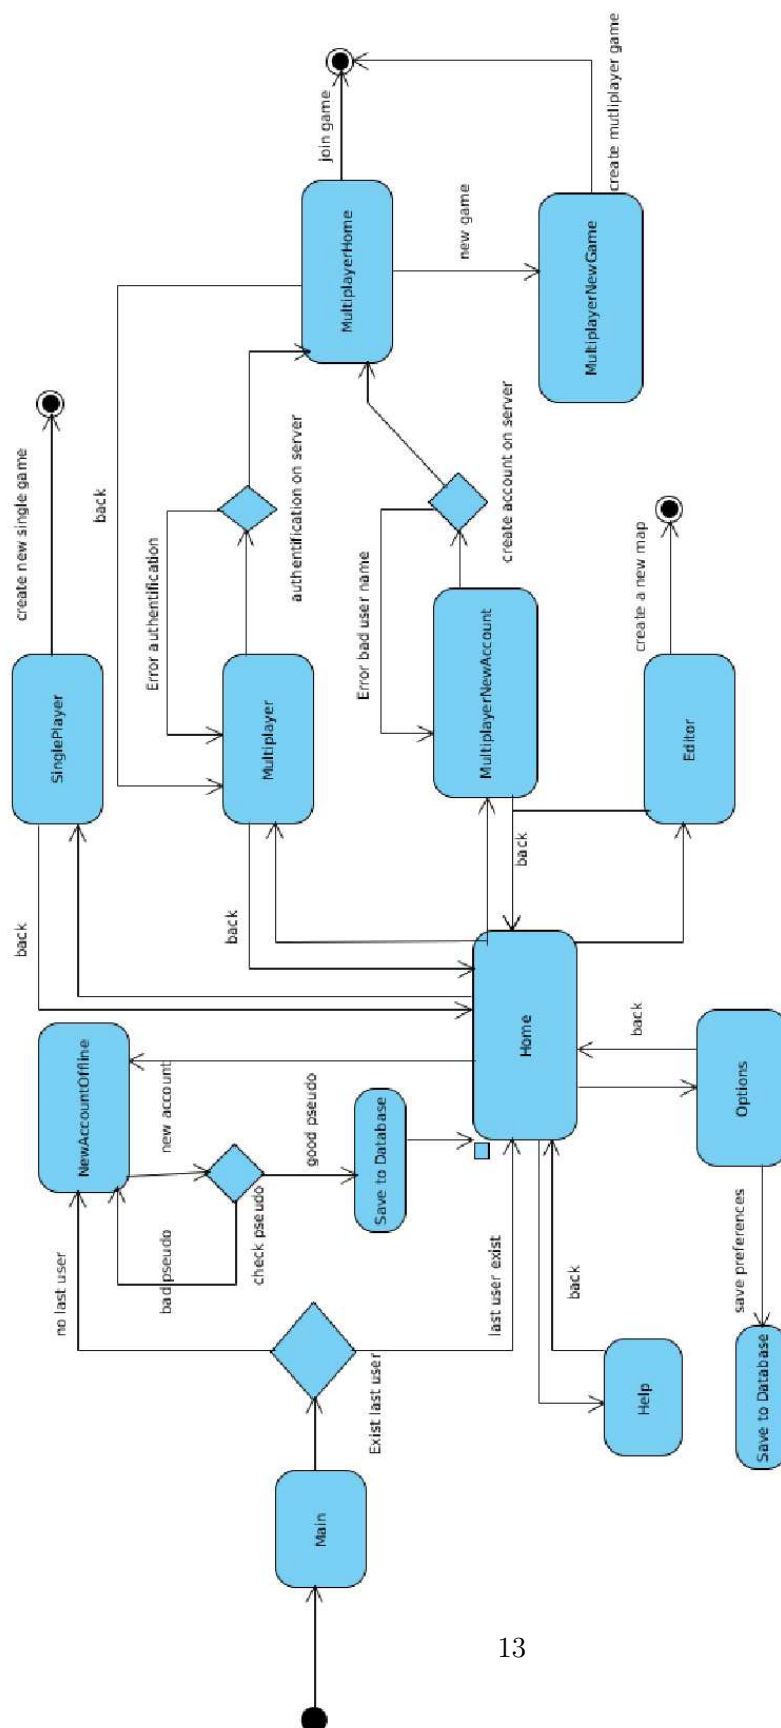 Main
Exist last user
no last user
last user exist
NewAccountOffline
new account
bad pseudo
check pseudo
good pseudo
Save to Database
Home
back
Help
back
Options
save preferences
Save to Database
back
SinglePlayer
create new single game
back
Multiplayer
Error authentification
authentification on server
back
MultiplayerNewAccount
Error bad user name
create account on server
back
Editor
create a new map
back
MultiplayerHome
join game
new game
MultiplayerNewGame
create mutliplayer game
13